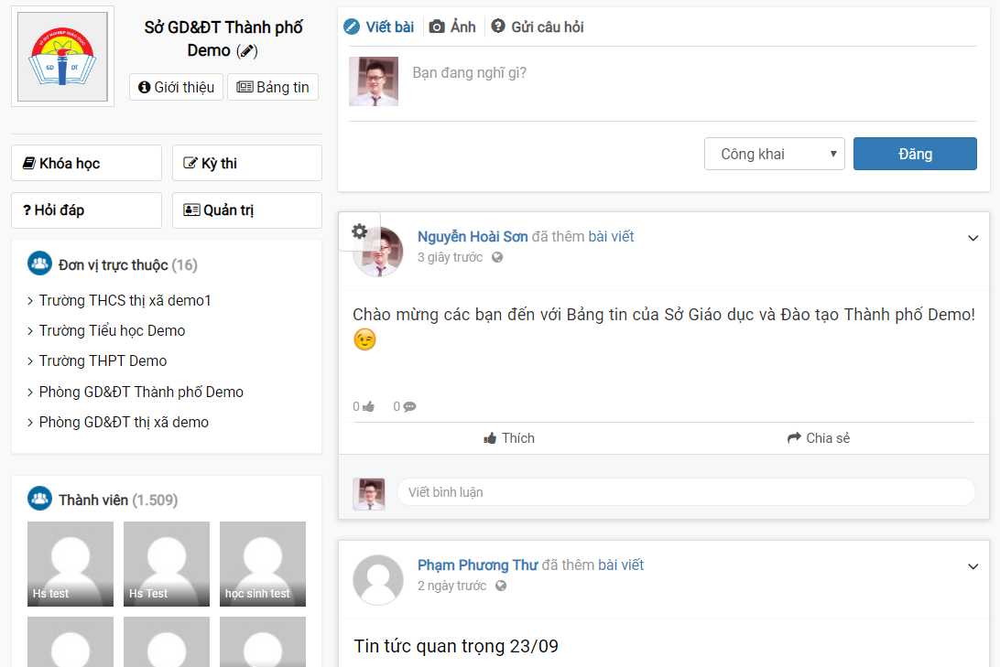 Sở GD&ĐT Thành phố
Demo ( )
Giới thiệu
Bảng tin
Khóa học
Kỳ thi
? Hỏi đáp
Quản trị
Đơn vị trực thuộc (16)
Trường THCS thị xã demo1
Trường Tiểu học Demo
Trường THPT Demo
Phòng GD&ĐT Thành phố Demo
Phòng GD&ĐT thị xã demo
Thành viên (1.509)
Hs test
Hs Test
học sinh test
Viết bài
Ảnh
Gửi câu hỏi
Bạn đang nghĩ gì?
Công khai
Đăng
Nguyễn Hoài Sơn đã thêm bài viết
3 giây trước
Chào mừng các bạn đến với Bảng tin của Sở Giáo dục và Đào tạo Thành phố Demo!
0
0
Thích
Chia sẻ
Viết bình luận
Phạm Phương Thư đã thêm bài viết
2 ngày trước
Tin tức quan trọng 23/09
GD ĐT